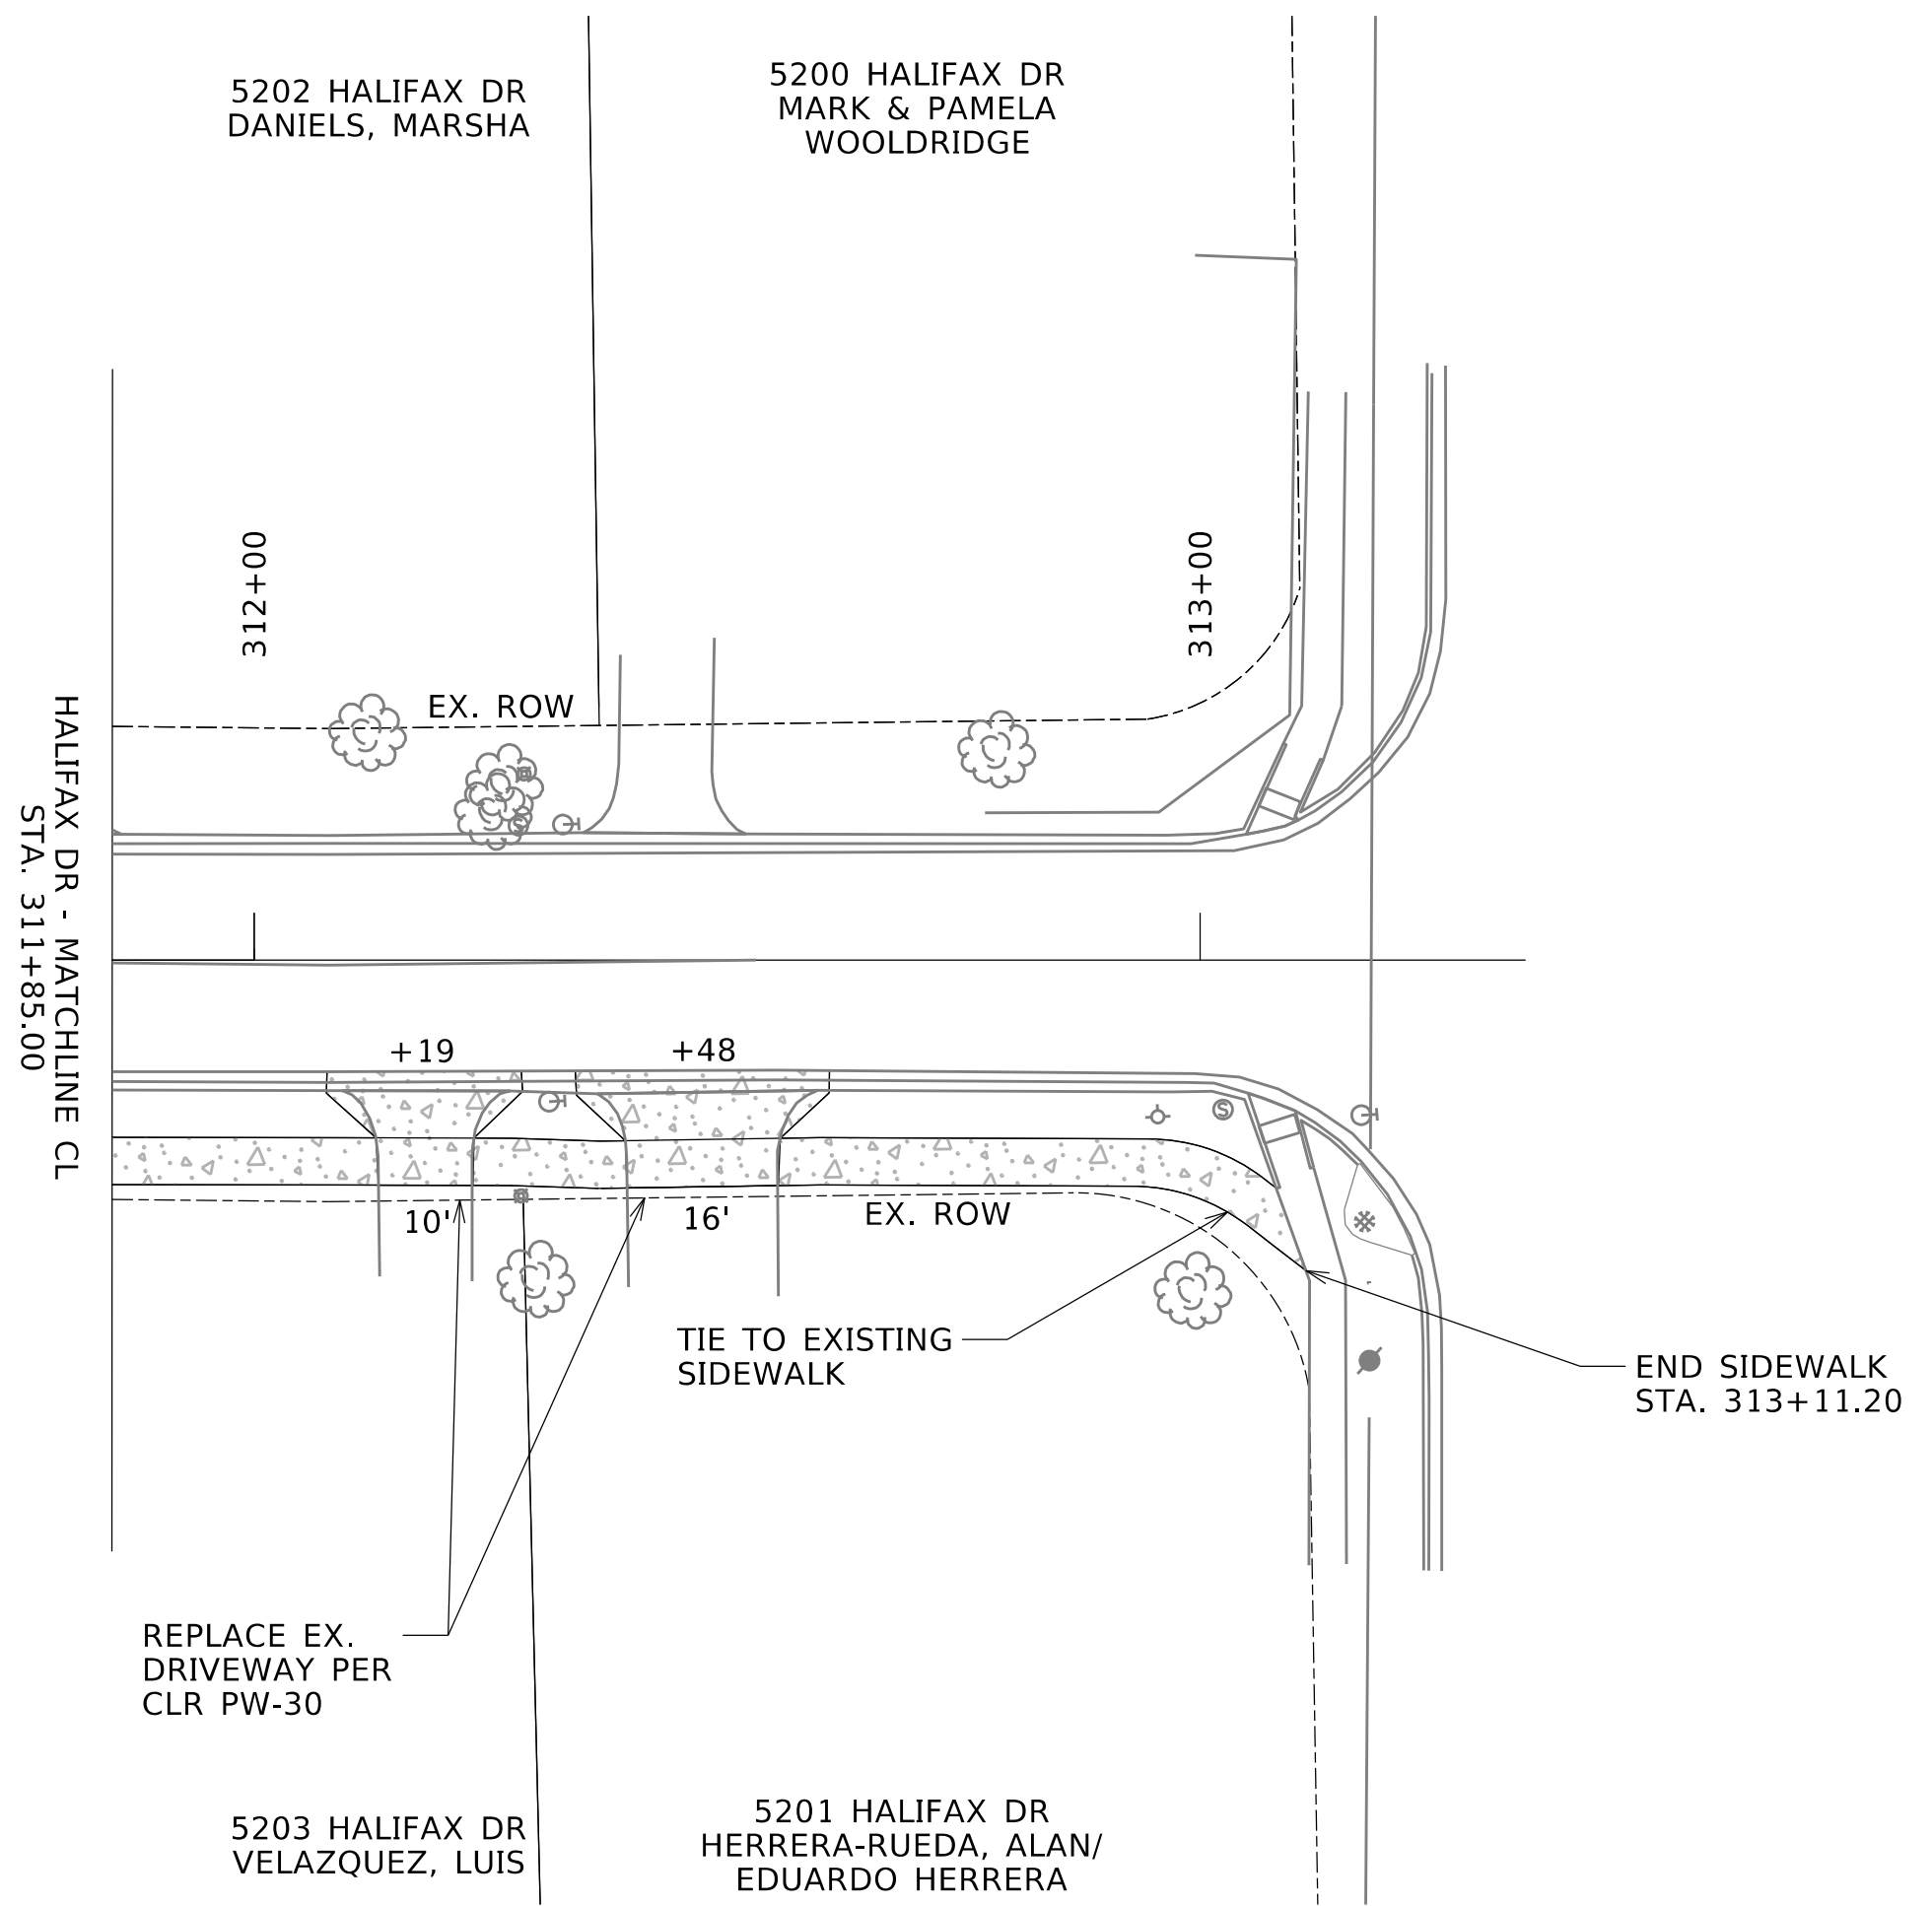 5202 HALIFAX DR
DANIELS, MARSHA
5200 HALIFAX DR
MARK & PAMELA
WOOLDRIDGE
312+00
313+00
EX. ROW
HALIFAX DR - MATCHLINE CL
STA. 311+85.00
+19
+48
S
S
10'
16'
EX. ROW
TIE TO EXISTING
SIDEWALK
END SIDEWALK
STA. 313+11.20
REPLACE EX.
DRIVEWAY PER
CLR PW-30
5203 HALIFAX DR
VELAZQUEZ, LUIS
5201 HALIFAX DR
HERRERA-RUEDA, ALAN/
EDUARDO HERRERA